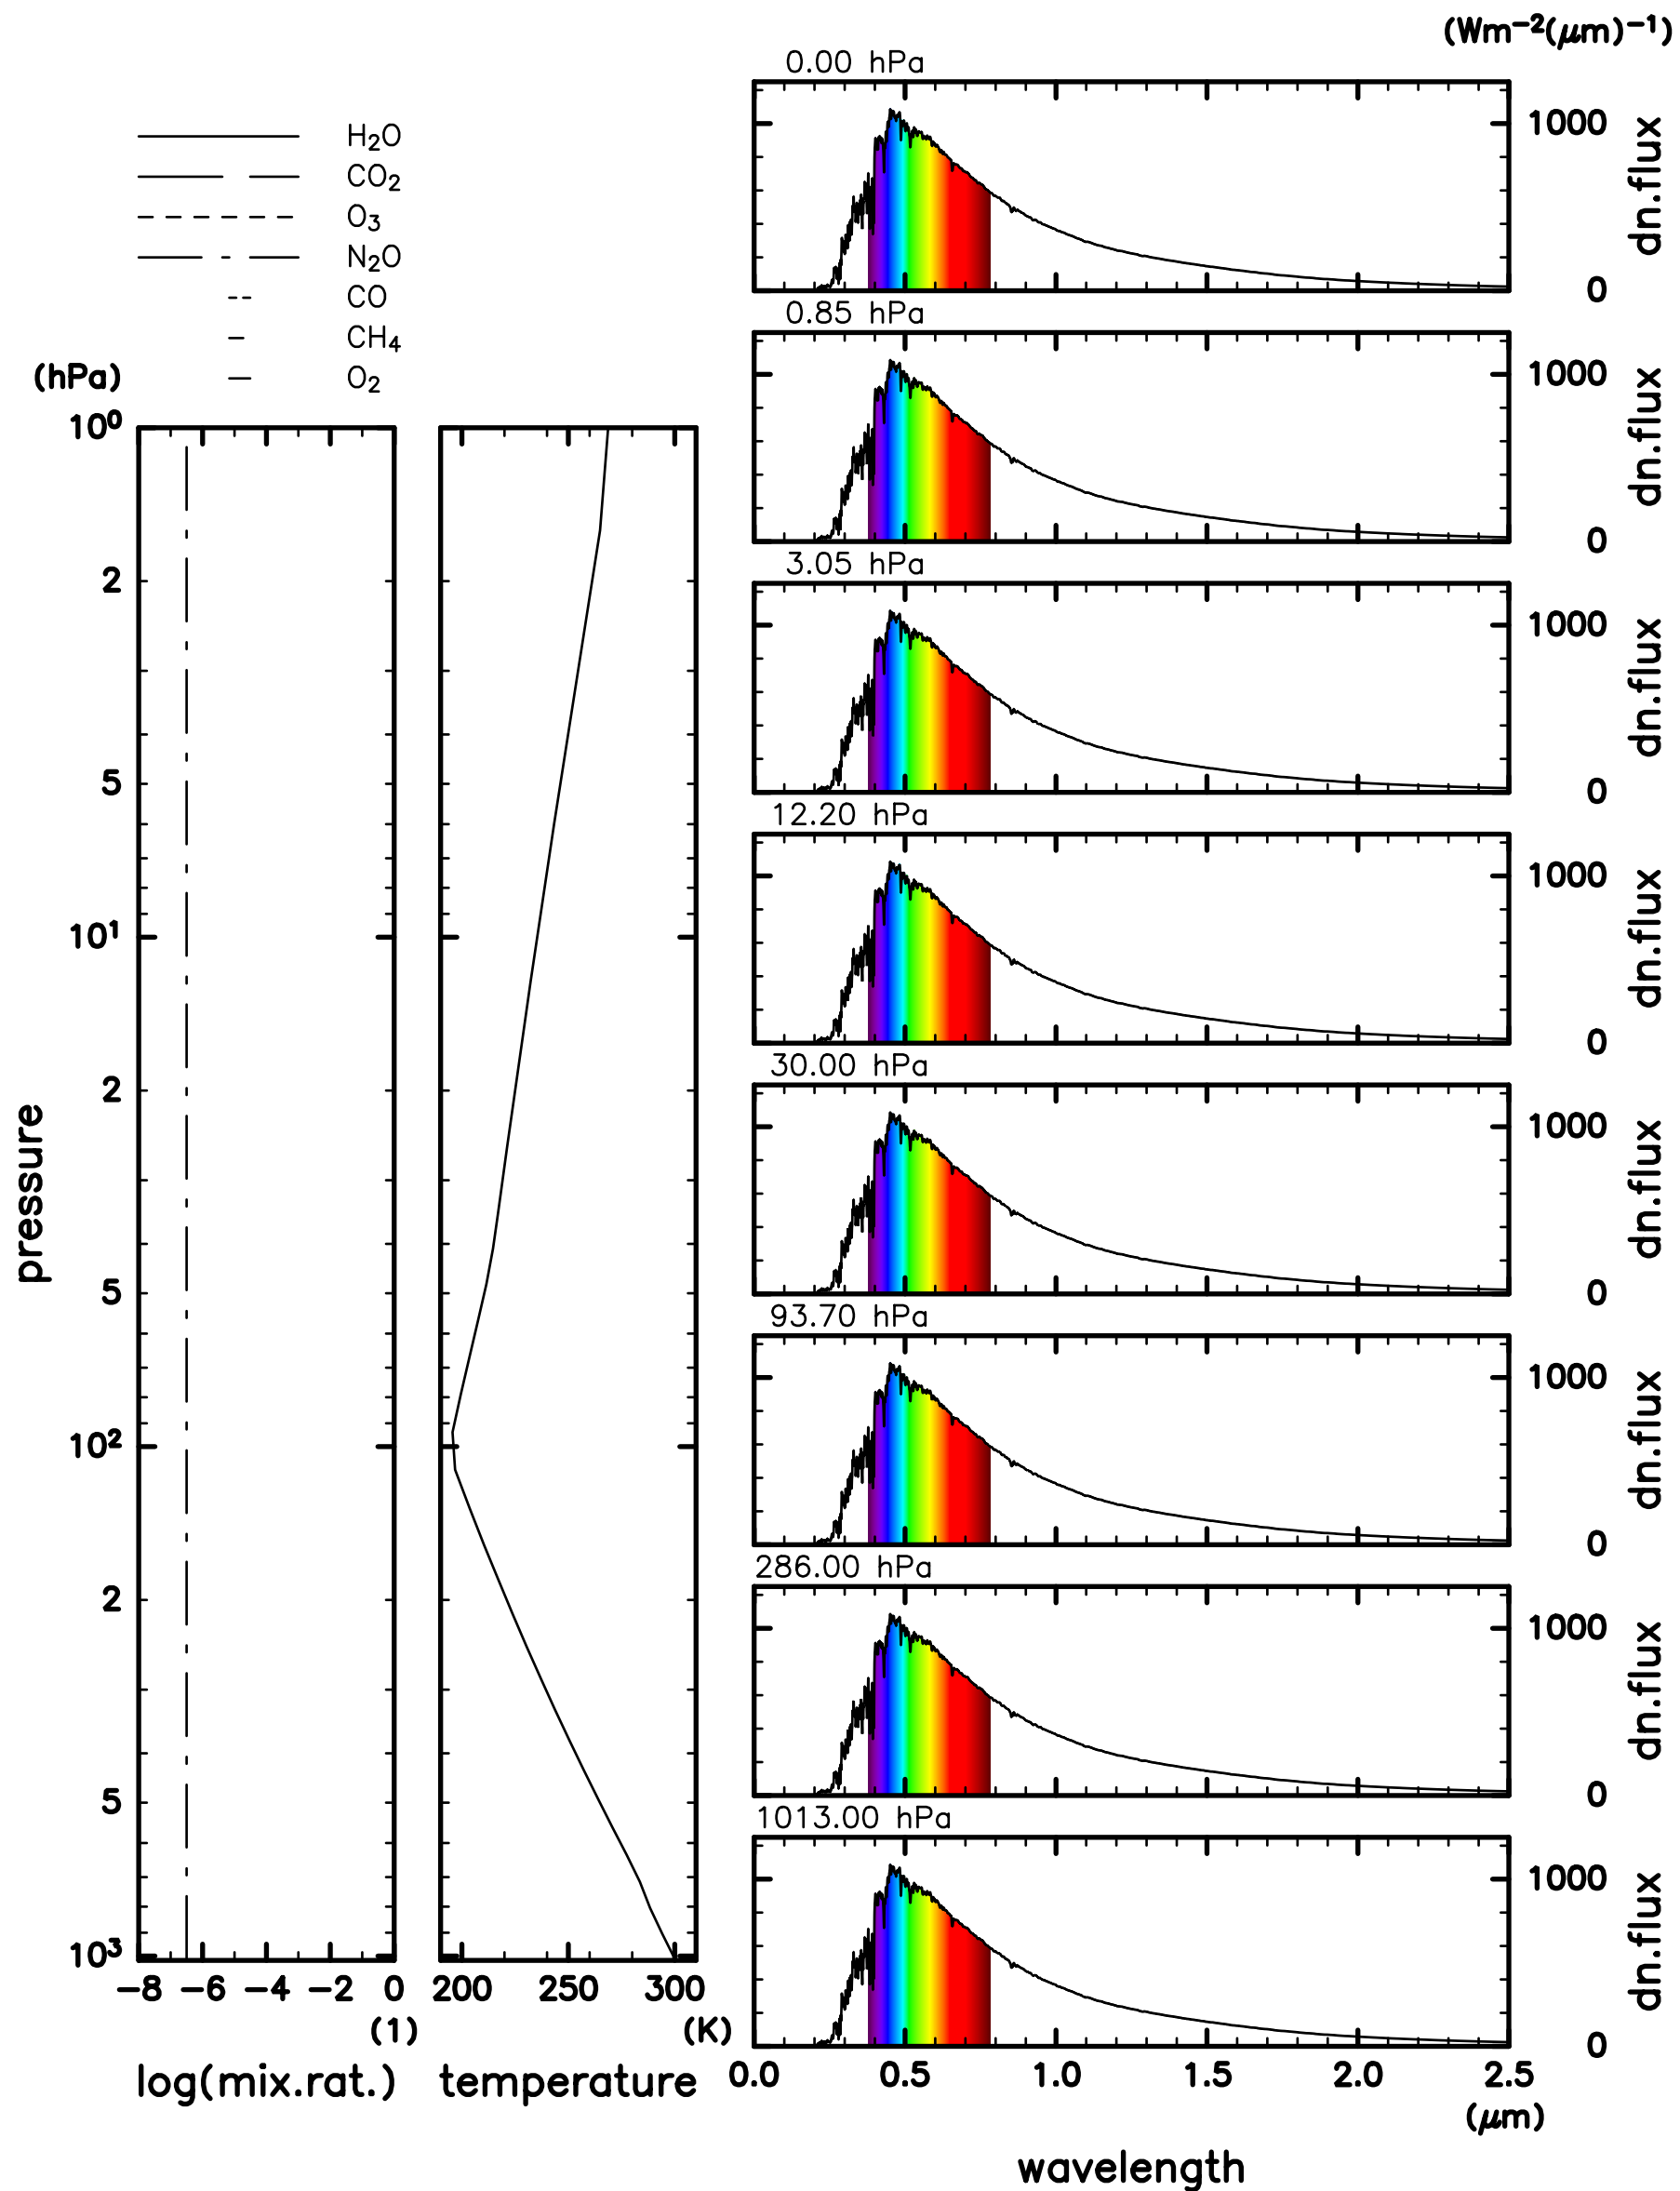 (Wm−2(μm)−1)
H2O
CO2
O3
N2O
CO
CH4
O2
(hPa)
10⁰
2
5
10¹
2
5
10²
2
5
10³
pressure
−8 −6 −4 −2 0
(1)
log(mix.rat.)
200 250 300
(K)
temperature
0.00 hPa
1000
0
dn.flux
0.85 hPa
1000
0
dn.flux
3.05 hPa
1000
0
dn.flux
12.20 hPa
1000
0
dn.flux
30.00 hPa
1000
0
dn.flux
93.70 hPa
1000
0
dn.flux
286.00 hPa
1000
0
dn.flux
1013.00 hPa
1000
0
dn.flux
0.0 0.5 1.0 1.5 2.0 2.5
(μm)
wavelength